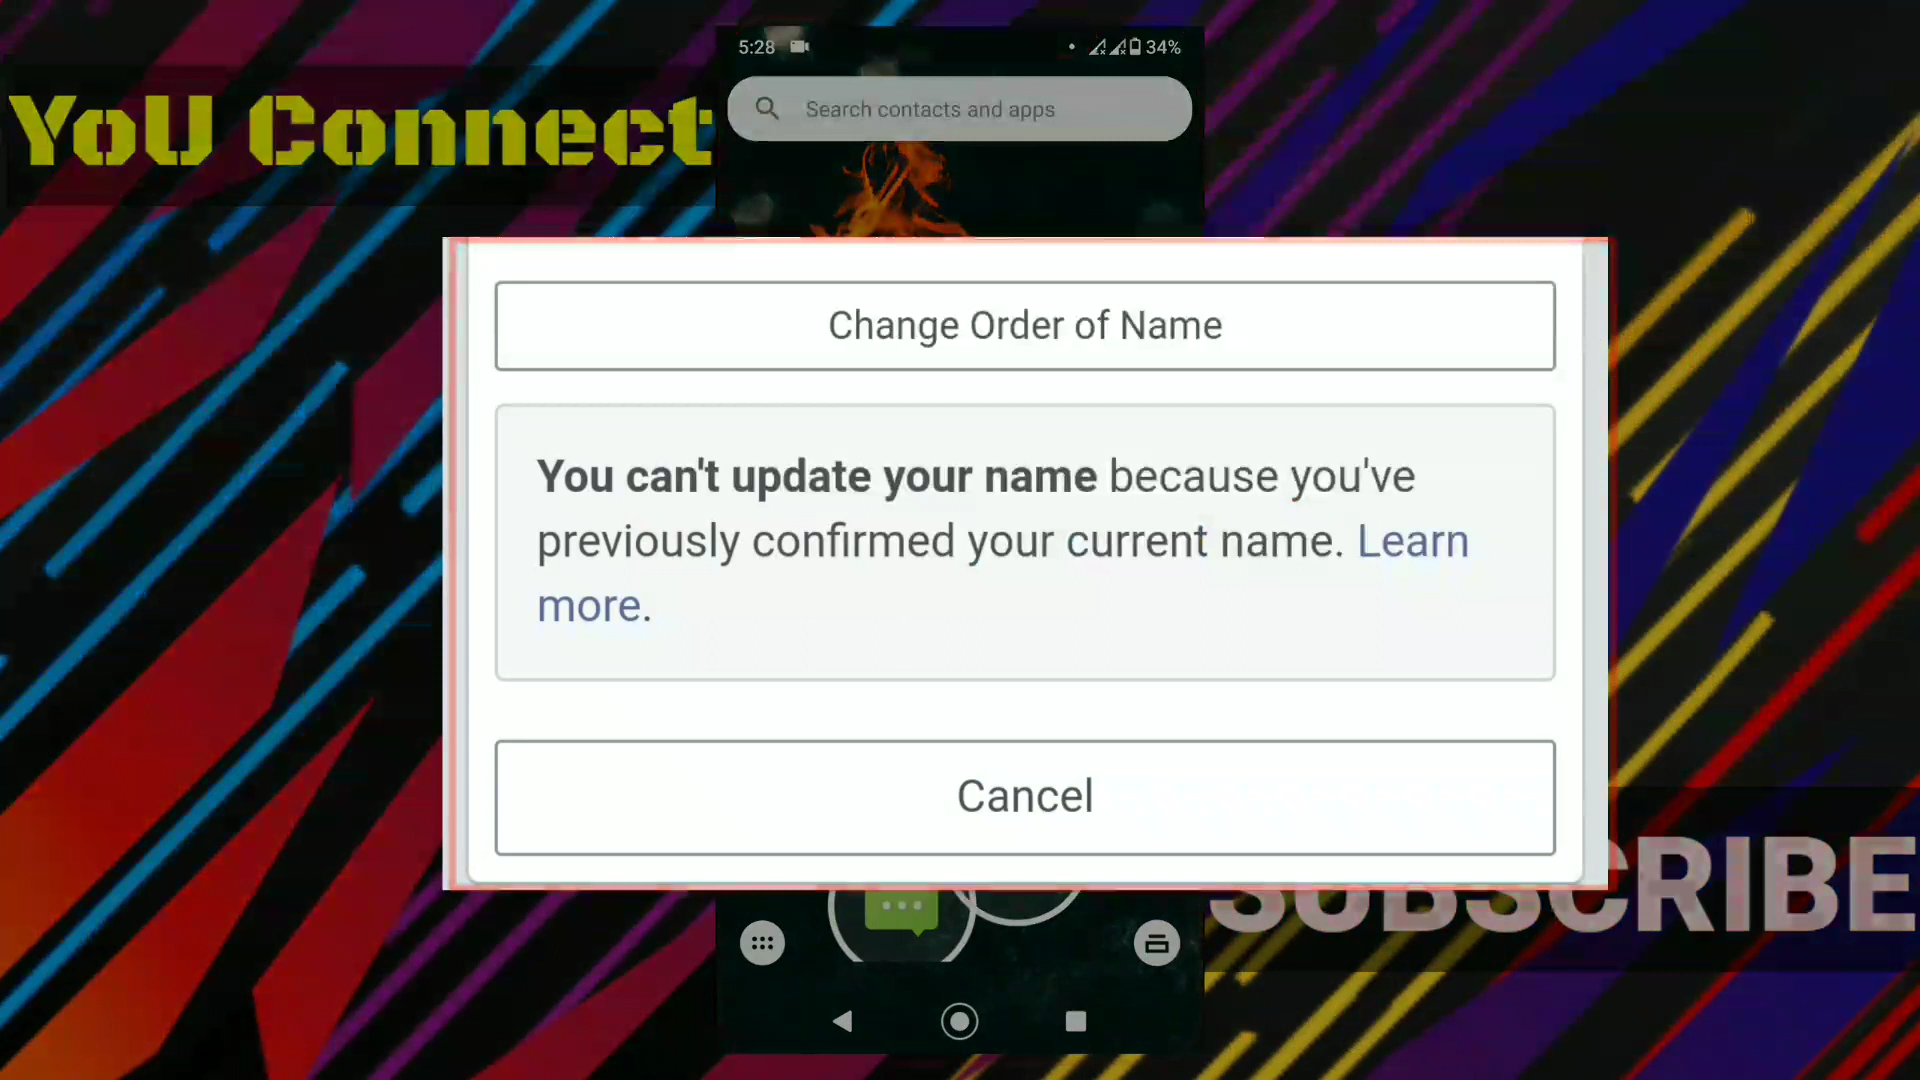 5:28
34%
YoU Connect
Search contacts and apps
Change Order of Name
You can't update your name because you've
previously confirmed your current name. Learn
more.
Cancel
SUBSCRIBE